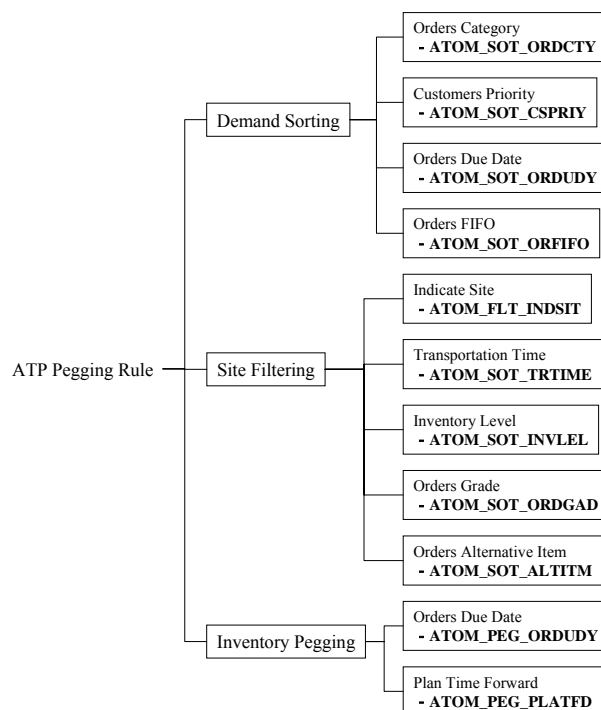 Orders Category
- ATOM_SOT_ORDCTY
Customers Priority
- ATOM_SOT_CSPRIY
Demand Sorting
Orders Due Date
- ATOM_SOT_ORDUDY
Orders FIFO
- ATOM_SOT_ORFIFO
Indicate Site
- ATOM_FLT_INDSIT
Transportation Time
- ATOM_SOT_TRTIME
ATP Pegging Rule
Site Filtering
Inventory Level
- ATOM_SOT_INVLEL
Orders Grade
- ATOM_SOT_ORDGAD
Orders Alternative Item
- ATOM_SOT_ALTITM
Orders Due Date
- ATOM_PEG_ORDUDY
Inventory Pegging
Plan Time Forward
- ATOM_PEG_PLATFD